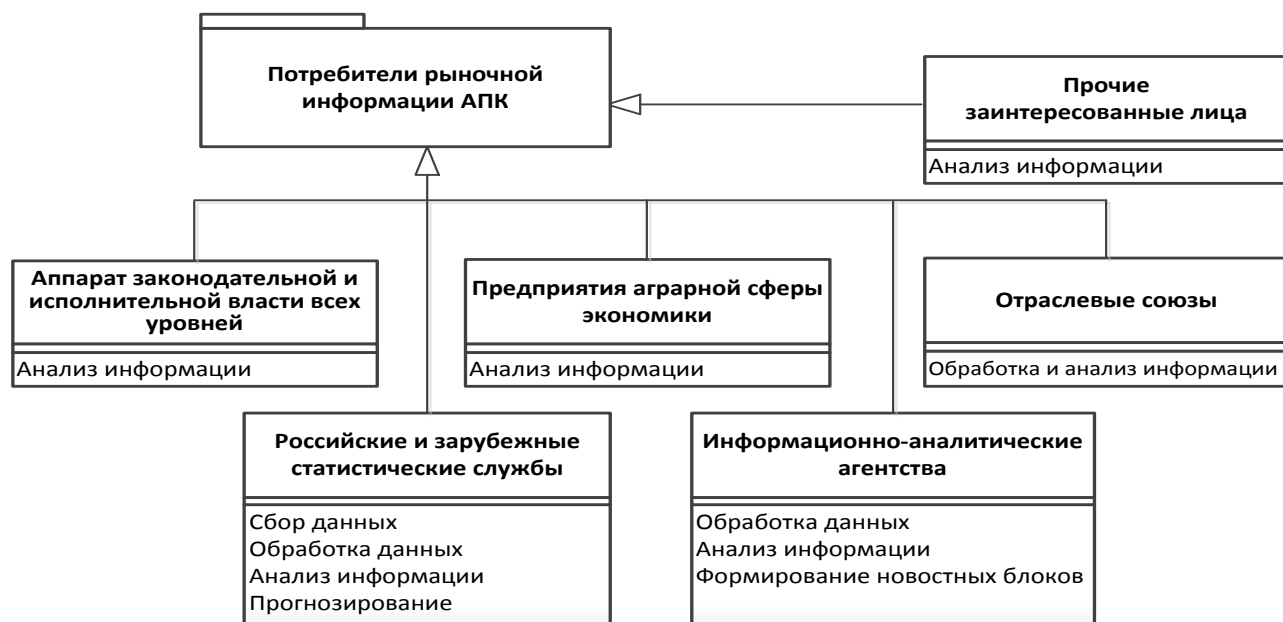 Потребители рыночной
информации АПК
Прочие
заинтересованные лица
Анализ информации
Аппарат законодательной и
исполнительной власти всех
уровней
Анализ информации
Предприятия аграрной сферы
экономики
Анализ информации
Отраслевые союзы
Обработка и анализ информации
Российские и зарубежные
статистические службы
Сбор данных
Обработка данных
Анализ информации
Прогнозирование
Информационно-аналитические
агентства
Обработка данных
Анализ информации
Формирование новостных блоков